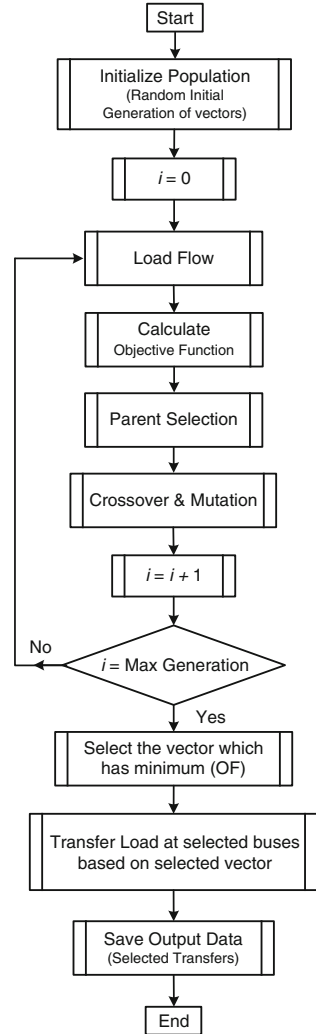 Start
Initialize Population
(Random Initial
Generation of vectors)
i = 0
Load Flow
Calculate
Objective Function
Parent Selection
Crossover & Mutation
i = i + 1
No
i = Max Generation
Yes
Select the vector which
has minimum (OF)
Transfer Load at selected buses
based on selected vector
Save Output Data
(Selected Transfers)
End